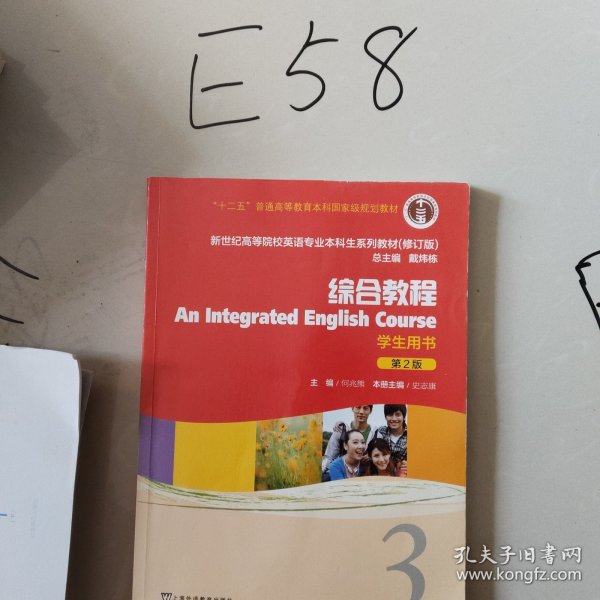 E58
"十二五"普通高等教育本科国家级规划教材
新世纪高等院校英语专业本科生系列教材(修订版)
总主编 戴炜栋
综合教程
An Integrated English Course
学生用书
第2版
主 编/何兆熊 本册主编/史志康
3
孔夫子旧书网
www.kongfz.com